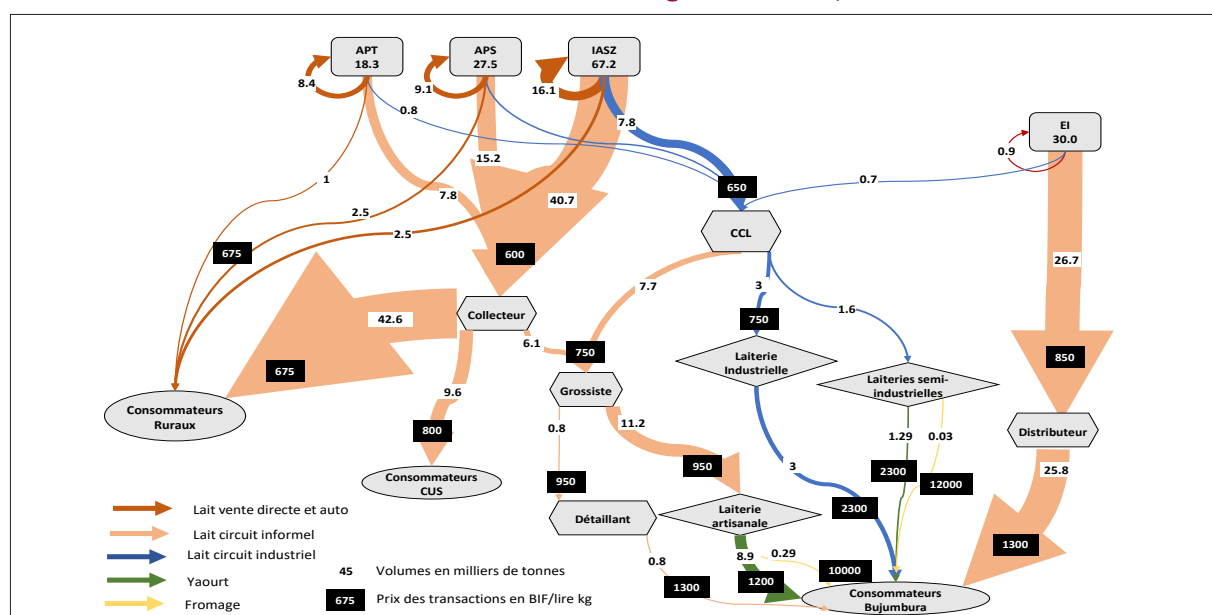 APT
18.3
APS
27.5
IASZ
67.2
8.4
9.1
16.1
0.8
7.8
EI
30.0
0.9
15.2
1
7.8
40.7
650
0.7
2.5
2.5
CCL
675
600
26.7
7.7
3
1.6
Collecteur
42.6
6.1
750
750
850
675
Laiterie
Industrielle
Laiteries semi-
industrielles
Grossiste
9.6
Consommateurs
Ruraux
0.8
11.2
1.29
0.03
Distributeur
800
950
950
3
2300
12000
25.8
Consommateurs
CUS
2300
Détaillant
Laiterie
artisanale
1300
Lait vente directe et auto
Lait circuit informel
Lait circuit industriel
Yaourt
Fromage
45 Volumes en milliers de tonnes
675 Prix des transactions en BIF/lire kg
0.8
1300
8.9
0.29
1200
10000
Consommateurs
Bujumbura